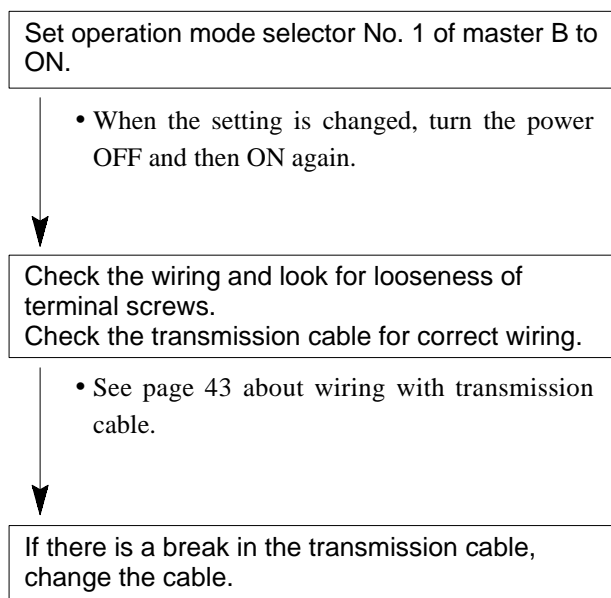 Set operation mode selector No. 1 of master B to
ON.
• When the setting is changed, turn the power
OFF and then ON again.
Check the wiring and look for looseness of
terminal screws.
Check the transmission cable for correct wiring.
• See page 43 about wiring with transmission
cable.
If there is a break in the transmission cable,
change the cable.